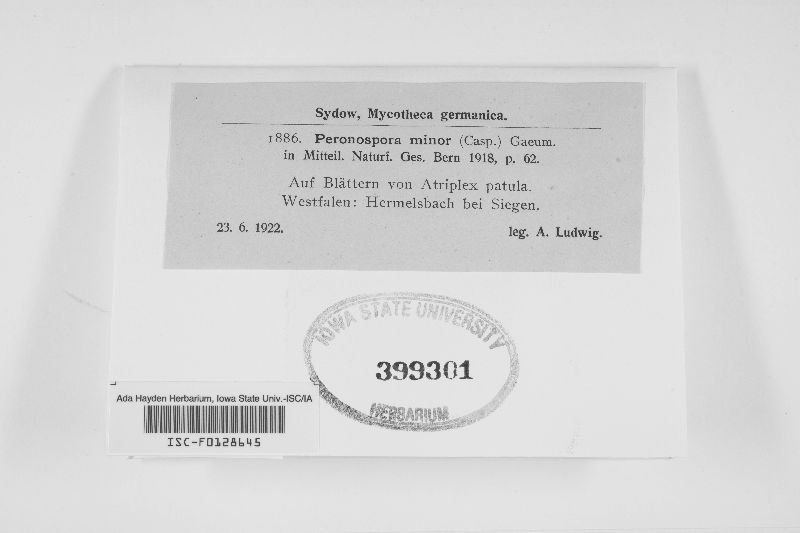 Sydow, Mycotheca germanica.
1886. Peronospora minor (Casp.) Gaeum.
in Mitteil. Naturf. Ges. Bern 1918, p. 62.
Auf Blättern von Atriplex patula.
Westfalen: Hermelsbach bei Siegen.
23. 6. 1922. leg. A. Ludwig.
IOWA STATE UNIVERSITY
399301
HERBARIUM
Ada Hayden Herbarium, Iowa State Univ.-ISC/IA
ISC-F0128645